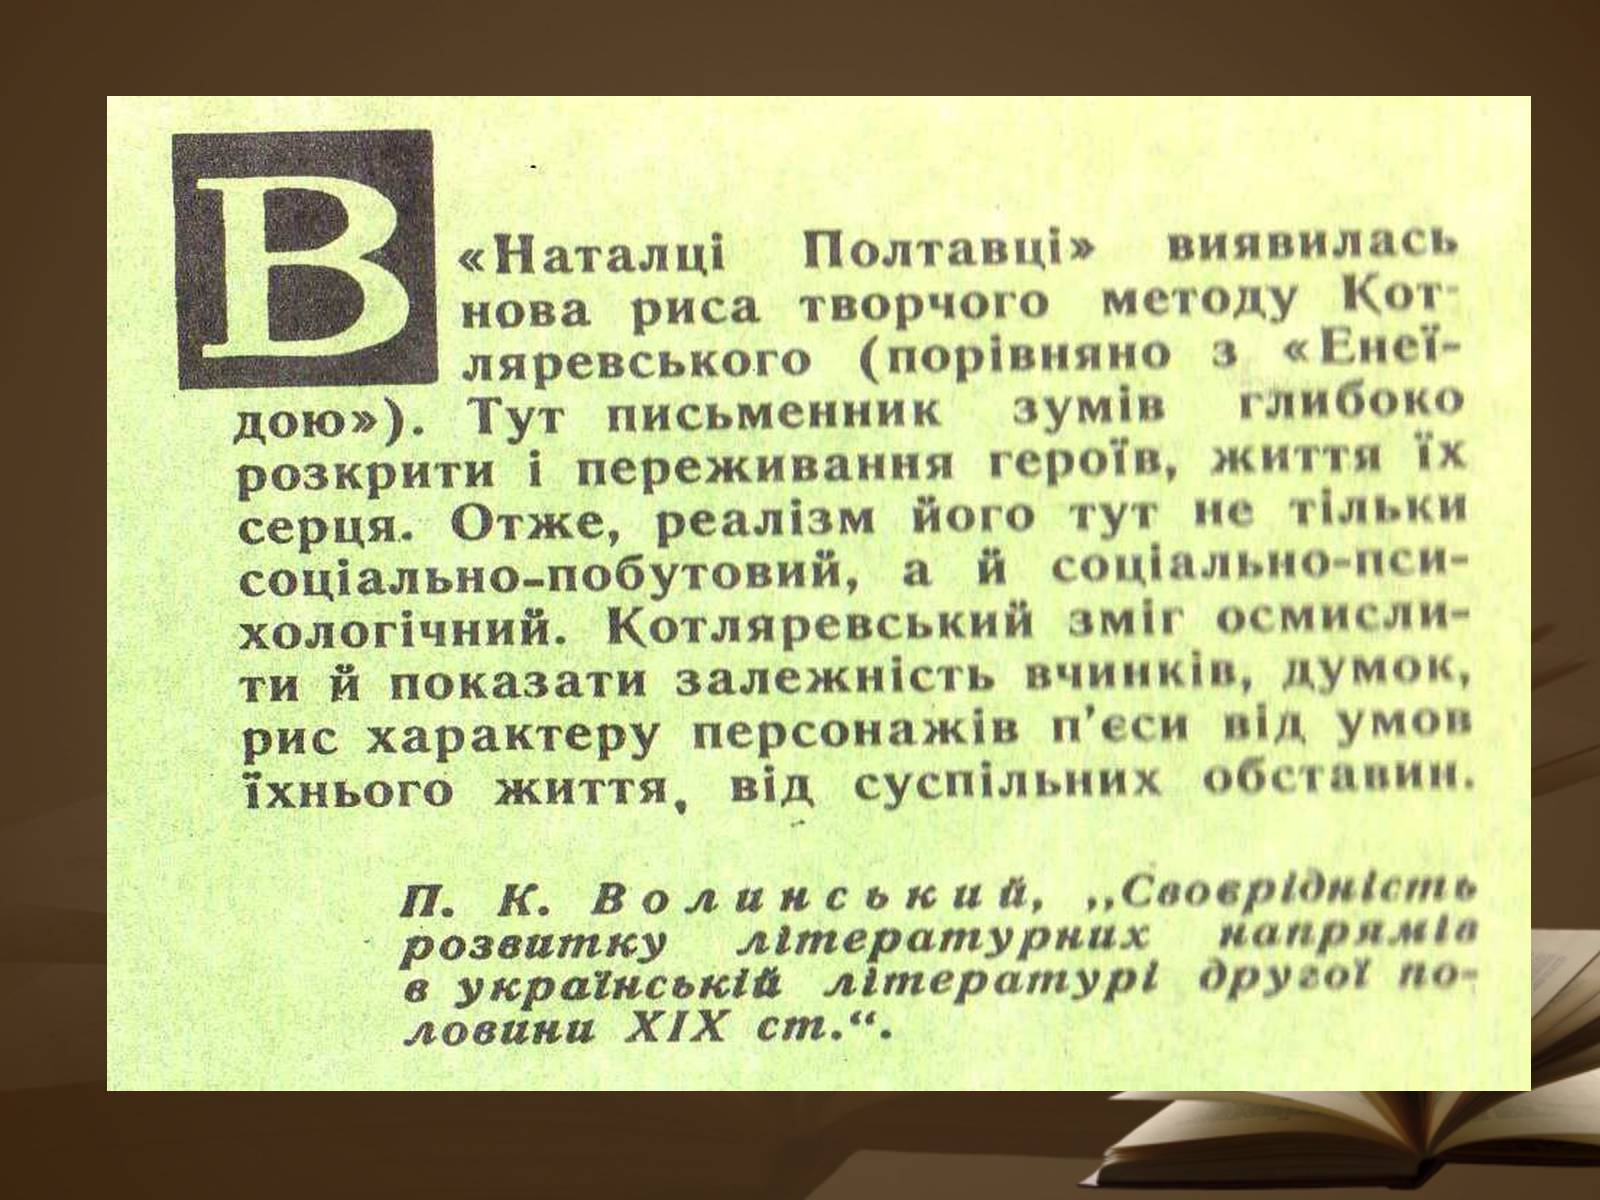 В
«Наталці Полтавці» виявилась
нова риса творчого методу Кот-
ляревського (порівняно з «Енеї-
дою»). Тут письменник зумів глибоко
розкрити і переживання героїв, життя їх
серця. Отже, реалізм його тут не тільки
соціально-побутовий, а й соціально-пси-
хологічний. Котляревський зміг осмисли-
ти й показати залежність вчинків, думок,
рис характеру персонажів п’єси від умов
їхнього життя, від суспільних обставин.
П. К. Волинський, ,,Своєрідність
розвитку літературних напрямів
в українській літературі другої по-
ловини XIX ст.“.